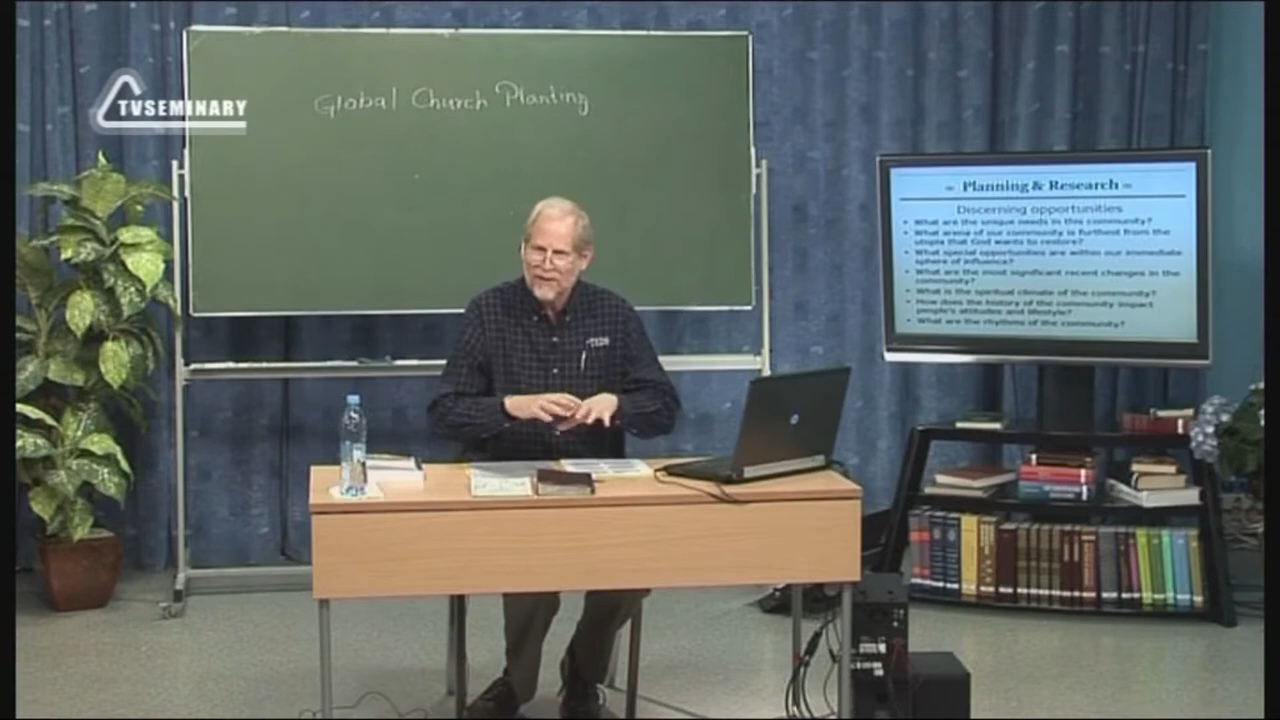 TVSEMINARY
Global Church Planting
Planning & Research
Discerning opportunities
• What are the unique needs in this community?
• What arena of our community is furthest from the
utopia that God wants to restore?
• What special opportunities are within our immediate
sphere of influence?
• What are the most significant recent changes in the
community?
• What is the spiritual climate of the community?
• How does the history of the community impact
people's attitudes and lifestyle?
• What are the rhythms of the community?